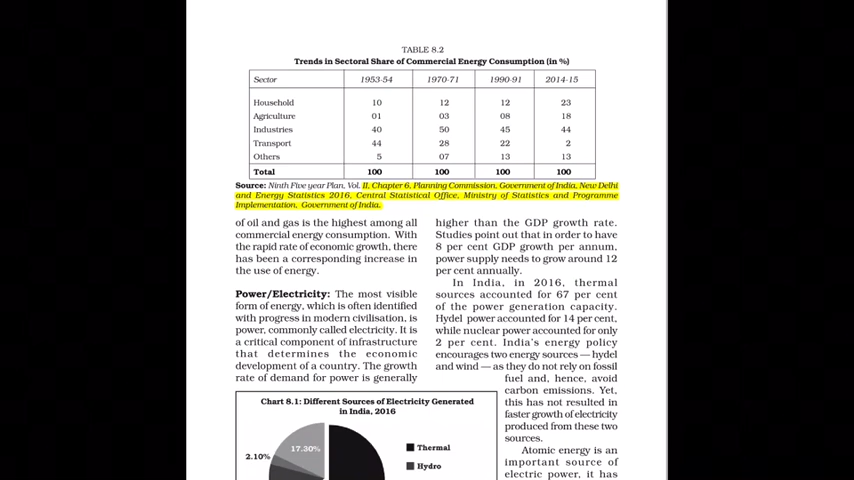 TABLE 8.2
Trends in Sectoral Share of Commercial Energy Consumption (in %)
Sector 1953-54 1970-71 1990-91 2014-15
Household 10 12 12 23
Agriculture 01 03 08 18
Industries 40 50 45 44
Transport 44 28 22 2
Others 5 07 13 13
Total 100 100 100 100
Source: Ninth Five year Plan, Vol. II, Chapter 6, Planning Commission, Government of India, New Delhi
and Energy Statistics 2016, Central Statistical Office, Ministry of Statistics and Programme
Implementation, Government of India.
of oil and gas is the highest among all
commercial energy consumption. With
the rapid rate of economic growth, there
has been a corresponding increase in
the use of energy.
Power/Electricity: The most visible
form of energy, which is often identified
with progress in modern civilisation, is
power, commonly called electricity. It is
a critical component of infrastructure
that determines the economic
development of a country. The growth
rate of demand for power is generally
higher than the GDP growth rate.
Studies point out that in order to have
8 per cent GDP growth per annum,
power supply needs to grow around 12
per cent annually.
In India, in 2016, thermal
sources accounted for 67 per cent
of the power generation capacity.
Hydel power accounted for 14 per cent,
while nuclear power accounted for only
2 per cent. India's energy policy
encourages two energy sources — hydel
and wind — as they do not rely on fossil
fuel and, hence, avoid
carbon emissions. Yet,
this has not resulted in
faster growth of electricity
produced from these two
sources.
Atomic energy is an
important source of
electric power, it has
Chart 8.1: Different Sources of Electricity Generated
in India, 2016
17.30%
2.10%
Thermal
Hydro